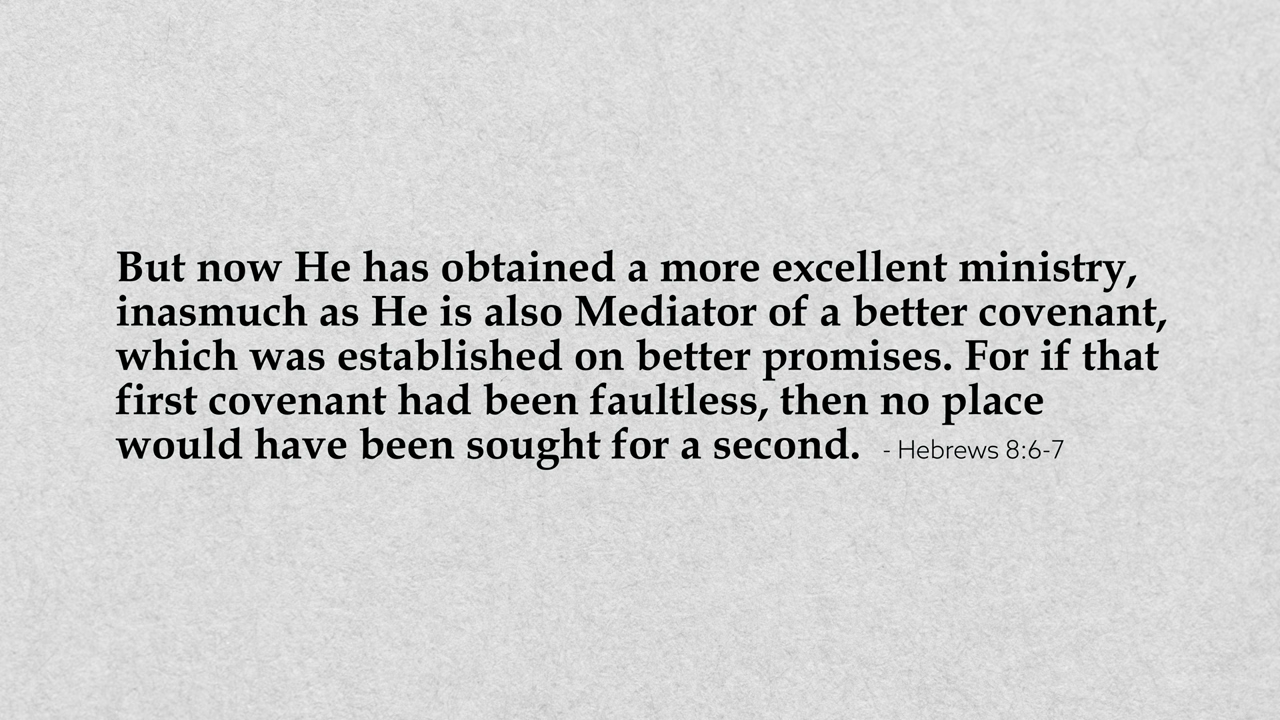 But now He has obtained a more excellent ministry,
inasmuch as He is also Mediator of a better covenant,
which was established on better promises. For if that
first covenant had been faultless, then no place
would have been sought for a second. - Hebrews 8:6-7